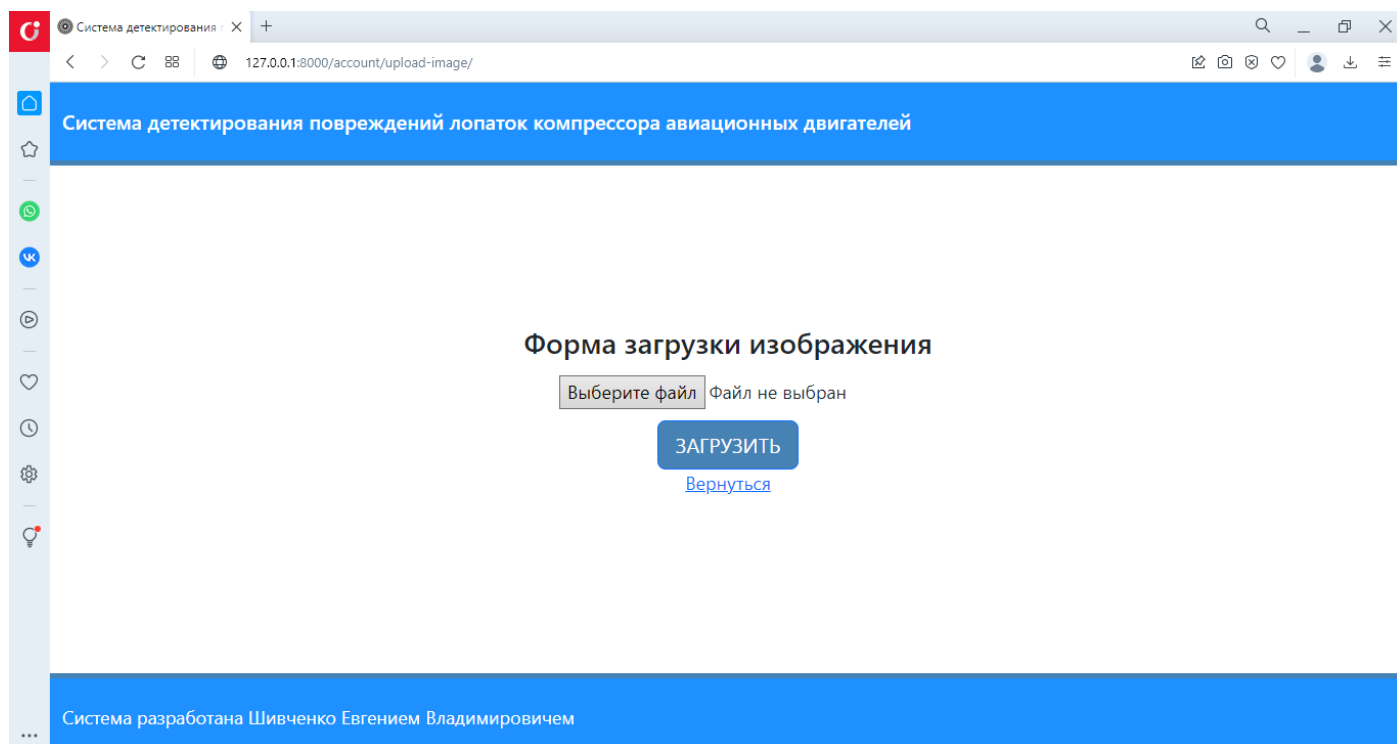 Система детектирования
127.0.0.1:8000/account/upload-image/
Система детектирования повреждений лопаток компрессора авиационных двигателей
Форма загрузки изображения
Выберите файл Файл не выбран
ЗАГРУЗИТЬ
Вернуться
Система разработана Шивченко Евгением Владимировичем